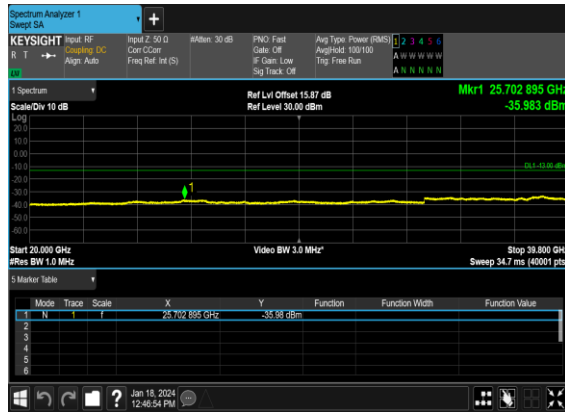 Spectrum Analyzer 1
Swept SA
+
KEYSIGHT Input: RF Input Z: 50 Ω #Atten: 30 dB PNO: Fast Avg Type: Power (RMS) 1 2 3 4 5 6
R T Coupling: DC Corr CCorr Gate: Off Avg|Hold: 100/100 A W W W W W
Align: Auto Freq Ref: Int (S) IF Gain: Low Trig: Free Run
Sig Track: Off A N N N N N
LW
1 Spectrum Ref Lvl Offset 15.87 dB Mkr1 25.702 895 GHz
Scale/Div 10 dB Ref Level 30.00 dBm -35.983 dBm
Log
20.0
10.0
0.00
-10.0 DL1 -13.00 dBm
-20.0
-30.0 1
-40.0
-50.0
-60.0
Start 20.000 GHz Video BW 3.0 MHz* Stop 39.800 GHz
#Res BW 1.0 MHz Sweep 34.7 ms (40001 pts)
5 Marker Table
Mode Trace Scale X Y Function Function Width Function Value
1 N 1 f 25.702 895 GHz -35.98 dBm
2
3
4
5
6
? Jan 18, 2024
12:46:54 PM